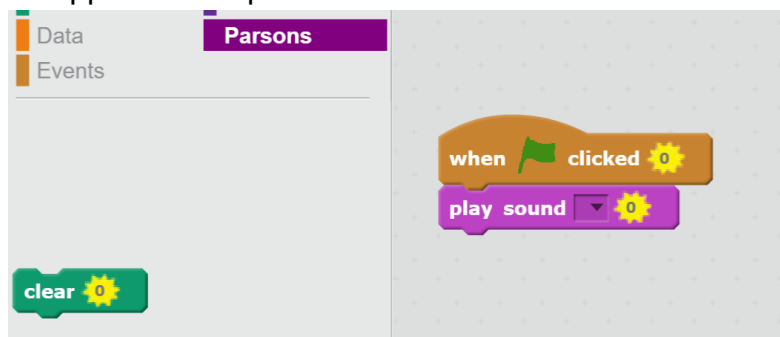 Data
Parsons
Events
when clicked 0
play sound 0
clear 0